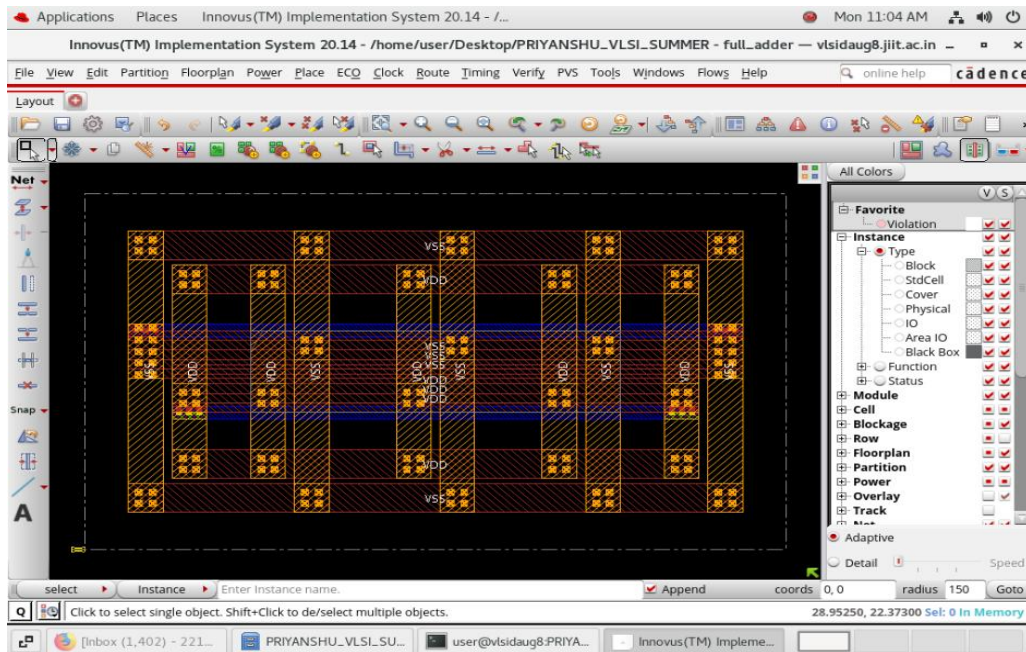 Applications Places Innovus(TM) Implementation System 20.14 - /... Mon 11:04 AM
Innovus(TM) Implementation System 20.14 - /home/user/Desktop/PRIYANSHU_VLSI_SUMMER - full_adder — vlsidaug8.jiit.ac.in
File View Edit Partition Floorplan Power Place ECO Clock Route Timing Verify PVS Tools Windows Flows Help online help cādence
Layout
All Colors
Net
V S
Favorite
Violation
Instance
Type
Block
StdCell
Cover
Physical
IO
Area IO
Black Box
Function
Status
Module
Cell
Blockage
Row
Floorplan
Partition
Power
Overlay
Track
Net
Snap
A
VSS
VDD
VSS
VSS
VSS
VDD
VDD
VDD
VSS VDD VDD VSS VDD VSS VDD VSS VDD VSS
VDD
VSS
Adaptive
Detail Speed
select Instance Enter Instance name. Append coords 0, 0 radius 150 Goto
Q Click to select single object. Shift+Click to de/select multiple objects. 28.95250, 22.37300 Sel: 0 In Memory
[Inbox (1,402) - 221... PRIYANSHU_VLSI_SU... user@vlsidaug8:PRIYA... Innovus(TM) Impleme...